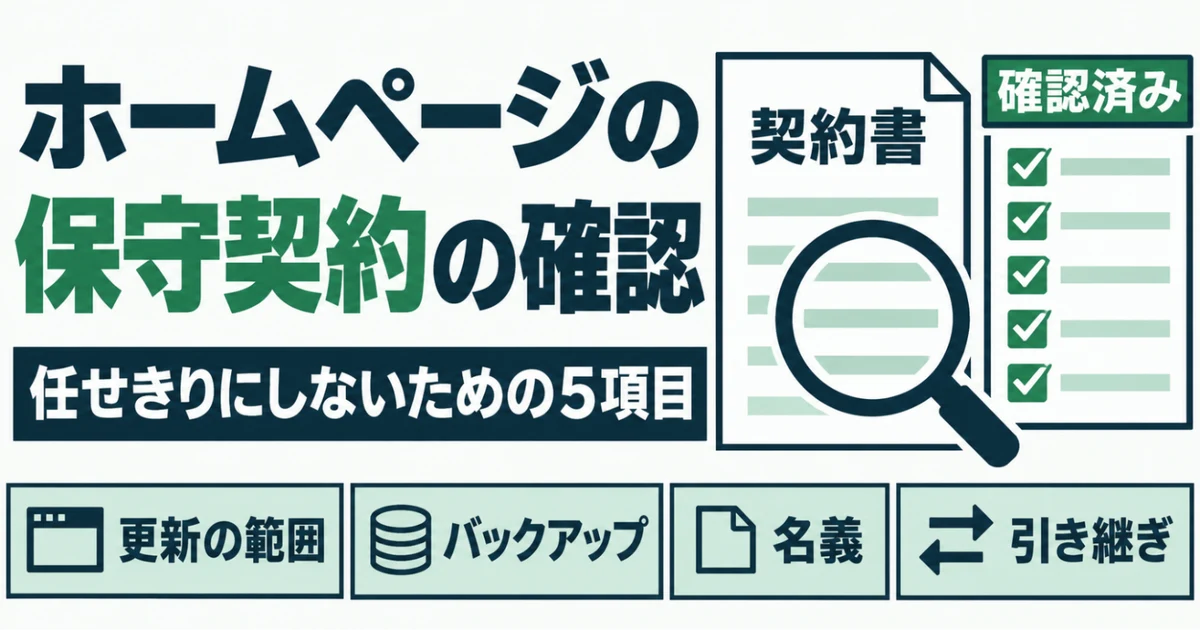 ホームページの
保守契約の確認
任せきりにしないための5項目
契約書
確認済み
更新の範囲
バックアップ
名義
引き継ぎ